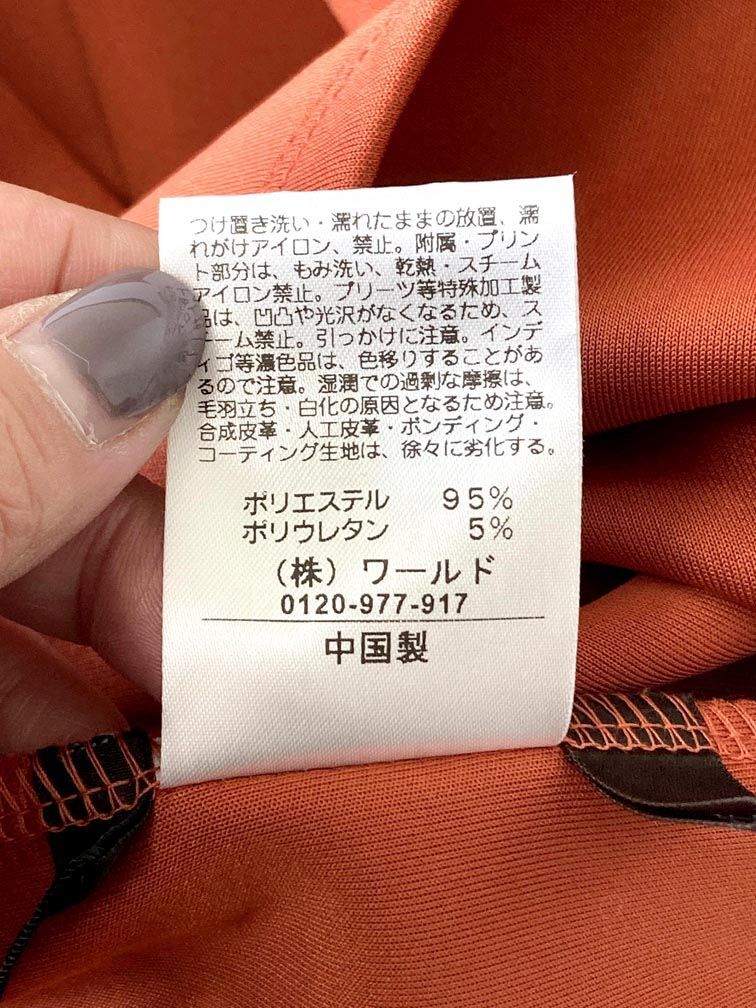 つけ置き洗い・濡れたままの放置、濡
れがけアイロン、禁止。附属・プリン
ト部分は、もみ洗い、乾熱・スチーム
アイロン禁止。プリーツ等特殊加工製
品は、凹凸や光沢がなくなるため、ス
ーム禁止。引っかけに注意。インデ
ィゴ等濃色品は、色移りすることがあ
るので注意。湿潤での過剰な摩擦は、
毛羽立ち・白化の原因となるため注意。
合成皮革・人工皮革・ボンディング・
コーティング生地は、徐々に劣化する。
ポリエステル 95%
ポリウレタン 5%
(株) ワールド
0120-977-917
中国製